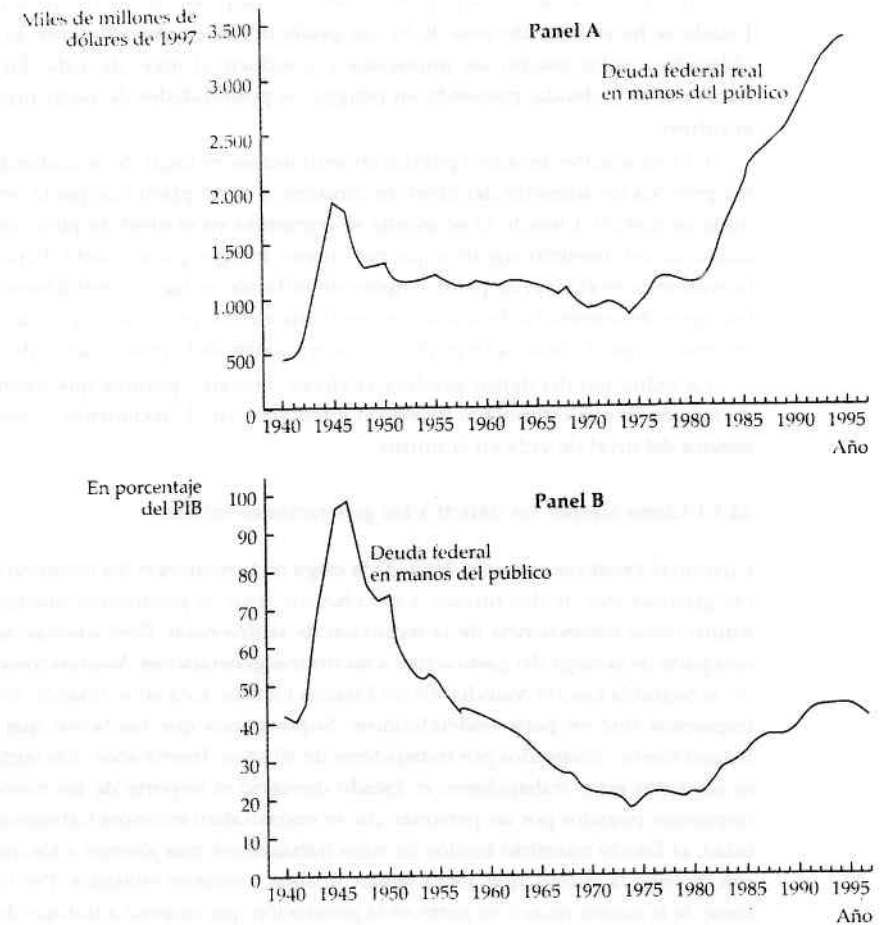 Miles de millones de
dólares de 1997
Panel A
Deuda federal real
en manos del público
3.500
3.000
2.500
2.000
1.500
1.000
500
0
1940 1945 1950 1955 1960 1965 1970 1975 1980 1985 1990 1995
Año
En porcentaje
del PIB
Panel B
Deuda federal
en manos del público
100
90
80
70
60
50
40
30
20
10
0
1940 1945 1950 1955 1960 1965 1970 1975 1980 1985 1990 1995
Año